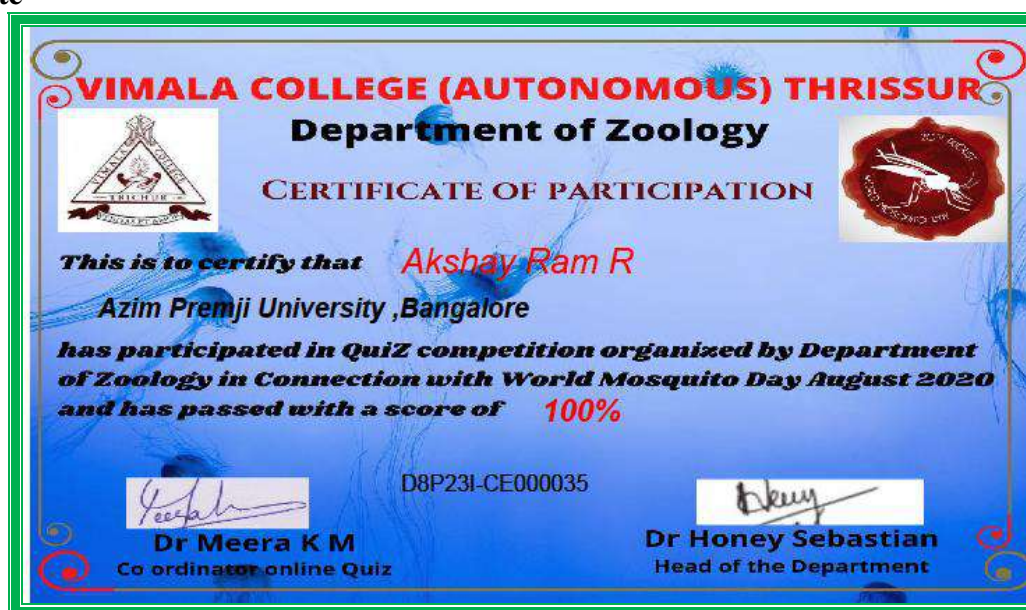 VIMALA COLLEGE (AUTONOMOUS) THRISSUR
Department of Zoology
CERTIFICATE OF PARTICIPATION
VIMALA COLLEGE
TRICHUR
This is to certify that Akshay Ram R
Azim Premji University ,Bangalore
has participated in QuiZ competition organized by Department
of Zoology in Connection with World Mosquito Day August 2020
and has passed with a score of 100%
D8P23I-CE000035
Dr Meera K M
Dr Honey Sebastian
Co ordinator online Quiz
Head of the Department